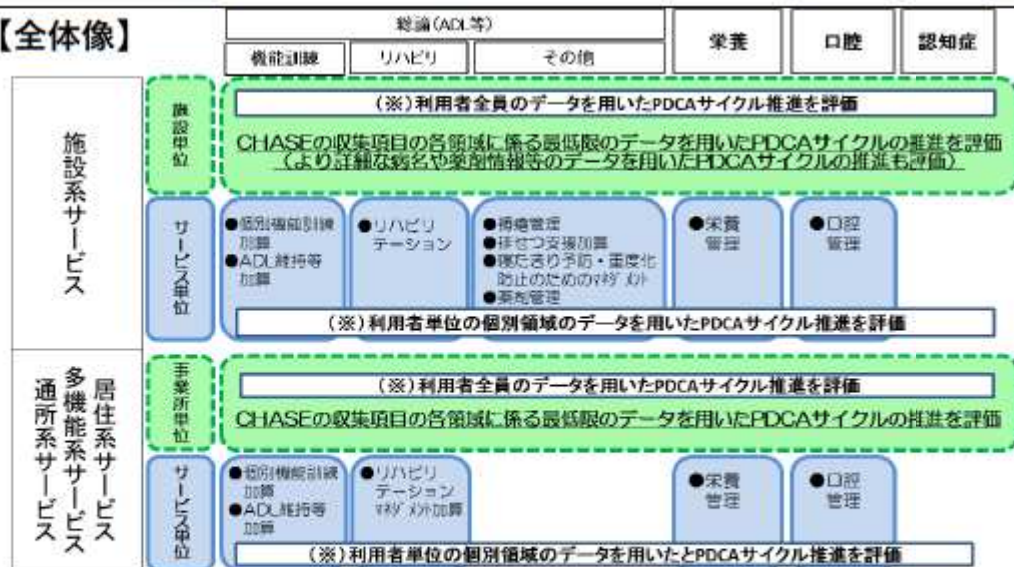 【全体像】
総論(ADL等)
機能訓練
リハビリ
その他
栄養
口腔
認知症
施設系サービス
施設単位
(※)利用者全員のデータを用いたPDCAサイクル推進を評価
CHASEの収集項目の各領域に係る最低限のデータを用いたPDCAサイクルの推進を評価
(より詳細な病名や薬剤情報等のデータを用いたPDCAサイクルの推進も評価)
サービス単位
●個別機能訓練
加算
●ADL維持等
加算
●リハビリ
テーション
●褥瘡管理
●排せつ支援加算
●寝たきり予防・重度化
防止のためのマネジメント
●薬剤管理
●栄養
管理
●口腔
管理
(※)利用者単位の個別領域のデータを用いたPDCAサイクル推進を評価
通所系サービス
多機能系サービス
居住系サービス
事業所単位
(※)利用者全員のデータを用いたPDCAサイクル推進を評価
CHASEの収集項目の各領域に係る最低限のデータを用いたPDCAサイクルの推進を評価
サービス単位
●個別機能訓練
加算
●ADL維持等
加算
●リハビリ
テーション
マネジメント加算
●栄養
管理
●口腔
管理
(※)利用者単位の個別領域のデータを用いたとPDCAサイクル推進を評価